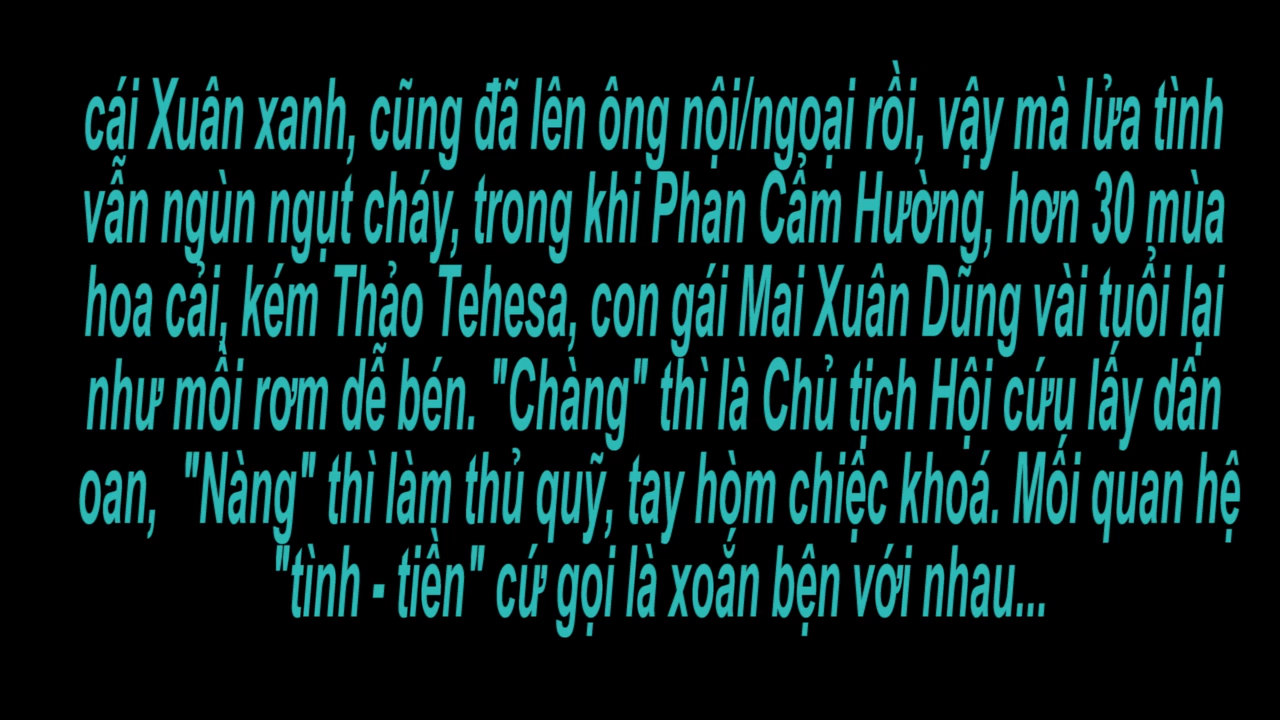 cái Xuân xanh, cũng đã lên ông nội/ngoại rồi, vậy mà lửa tình
vẫn ngùn ngụt cháy, trong khi Phan Cẩm Hường, hơn 30 mùa
hoa cải, kém Thảo Tehesa, con gái Mai Xuân Dũng vài tuổi lại
như mồi rơm dễ bén. "Chàng" thì là Chủ tịch Hội cứu lấy dân
oan, "Nàng" thì làm thủ quỹ, tay hòm chiếc khoá. Mối quan hệ
"tình - tiền" cứ gọi là xoắn bện với nhau...